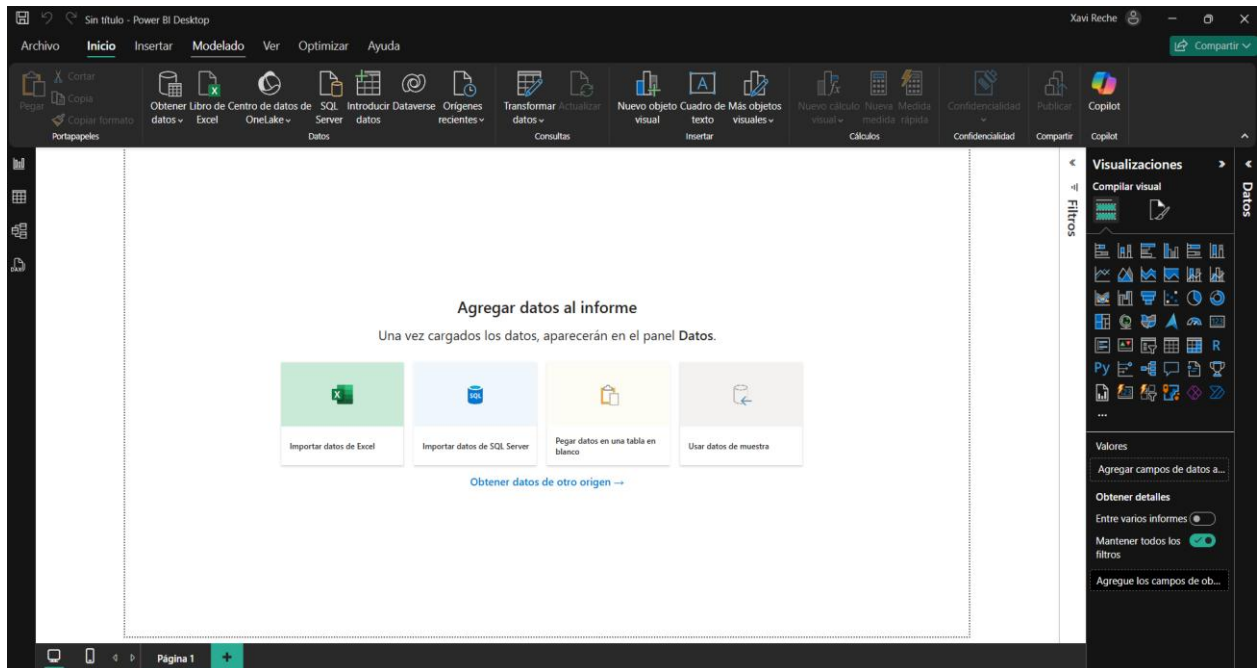 Sin título - Power BI Desktop
Xavi Reche
Archivo Inicio Insertar Modelado Ver Optimizar Ayuda
Compartir
Pegar
Cortar
Copia
Copiar formato
Portapapeles
Obtener datos
Libro de Excel
Centro de datos de OneLake
SQL Server
Introducir datos
Dataverse
Orígenes recientes
Datos
Transformar datos
Actualizar
Consultas
Nuevo objeto visual
Cuadro de texto
Más objetos visuales
Insertar
Nuevo cálculo visual
Nueva medida
Medida rápida
Cálculos
Confidencialidad
Confidencialidad
Publicar
Compartir
Copilot
Copilot
Agregar datos al informe
Una vez cargados los datos, aparecerán en el panel Datos.
Importar datos de Excel
SQL
Importar datos de SQL Server
Pegar datos en una tabla en
blanco
Usar datos de muestra
Obtener datos de otro origen →
Filtros
Visualizaciones
Compilar visual
123
R
Py
...
Valores
Agregar campos de datos a...
Obtener detalles
Entre varios informes
Mantener todos los
filtros
Agregue los campos de ob...
Datos
Página 1